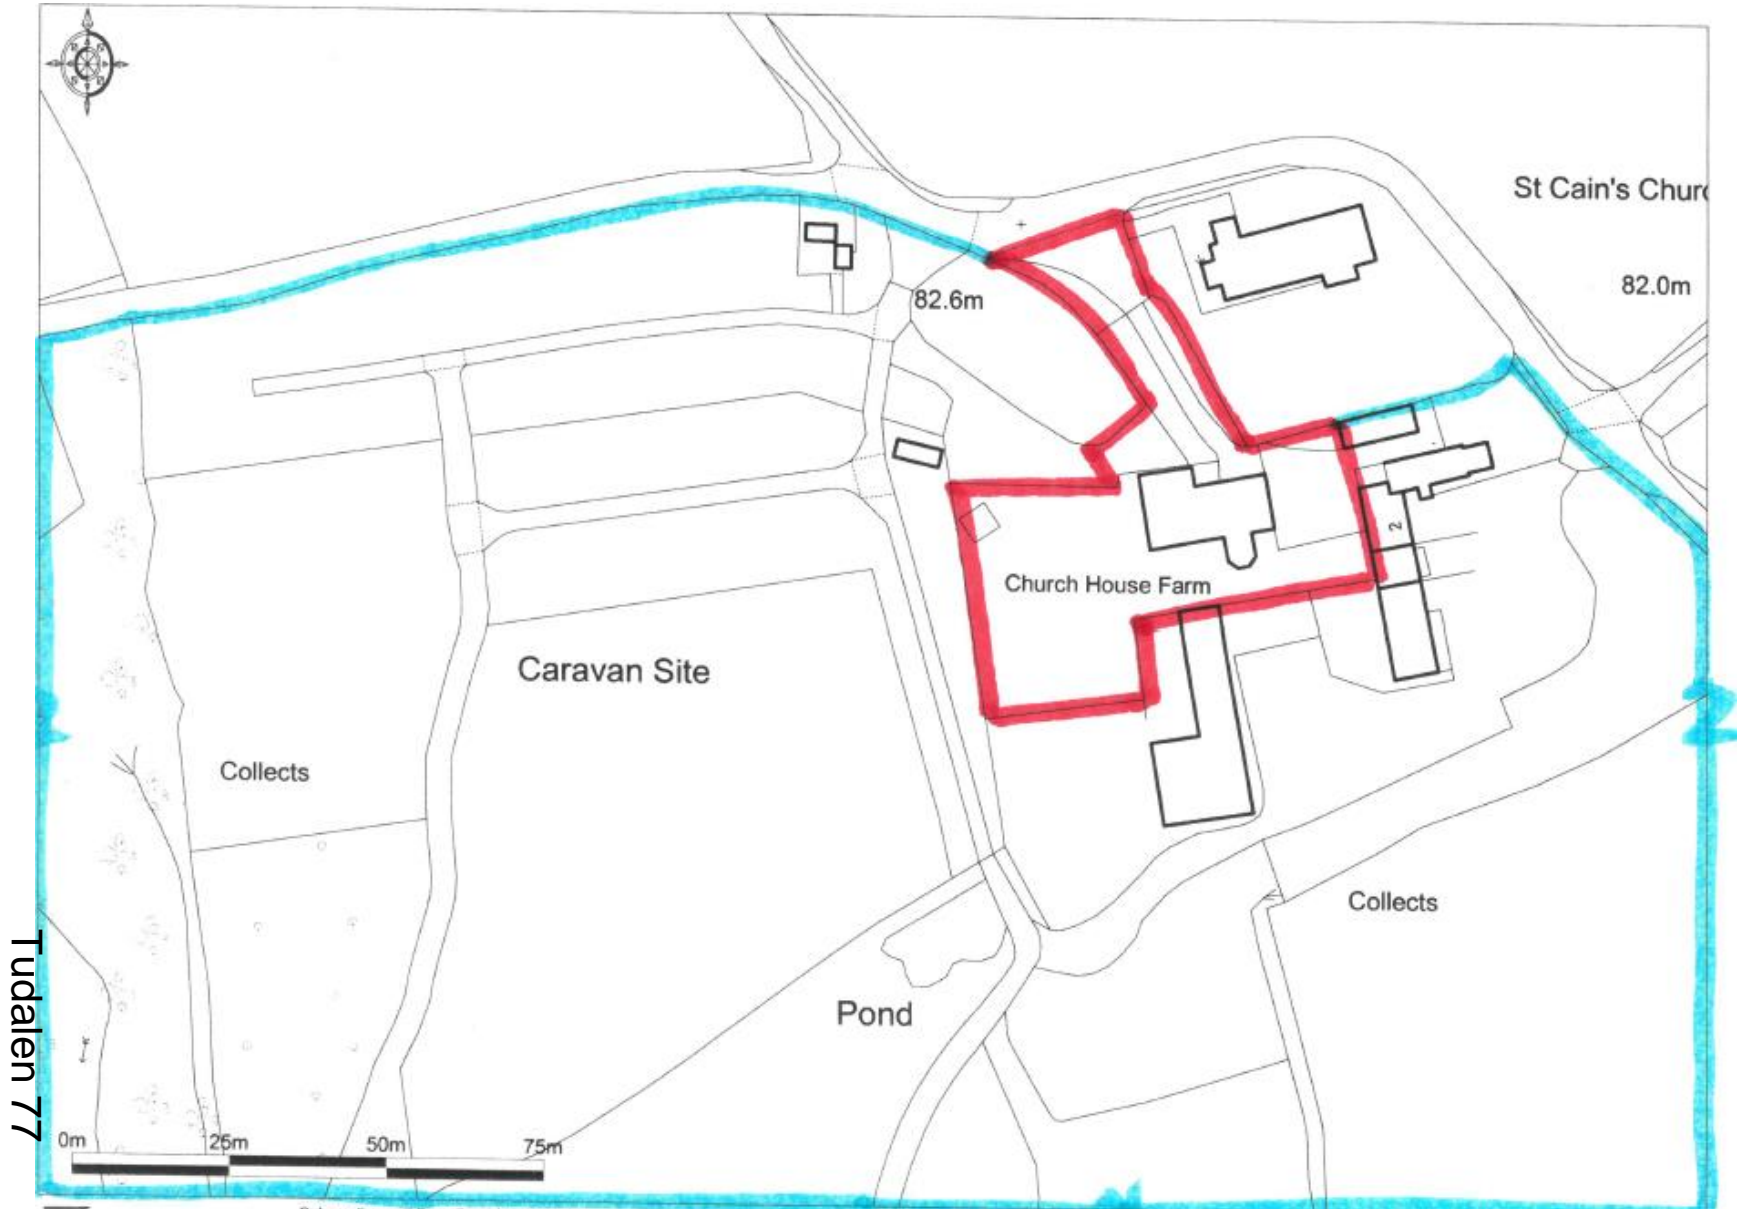 St Cain's Churc
82.0m
82.6m
2
Church House Farm
Caravan Site
Collects
Collects
Pond
0m 25m 50m 75m
Tudalen 77